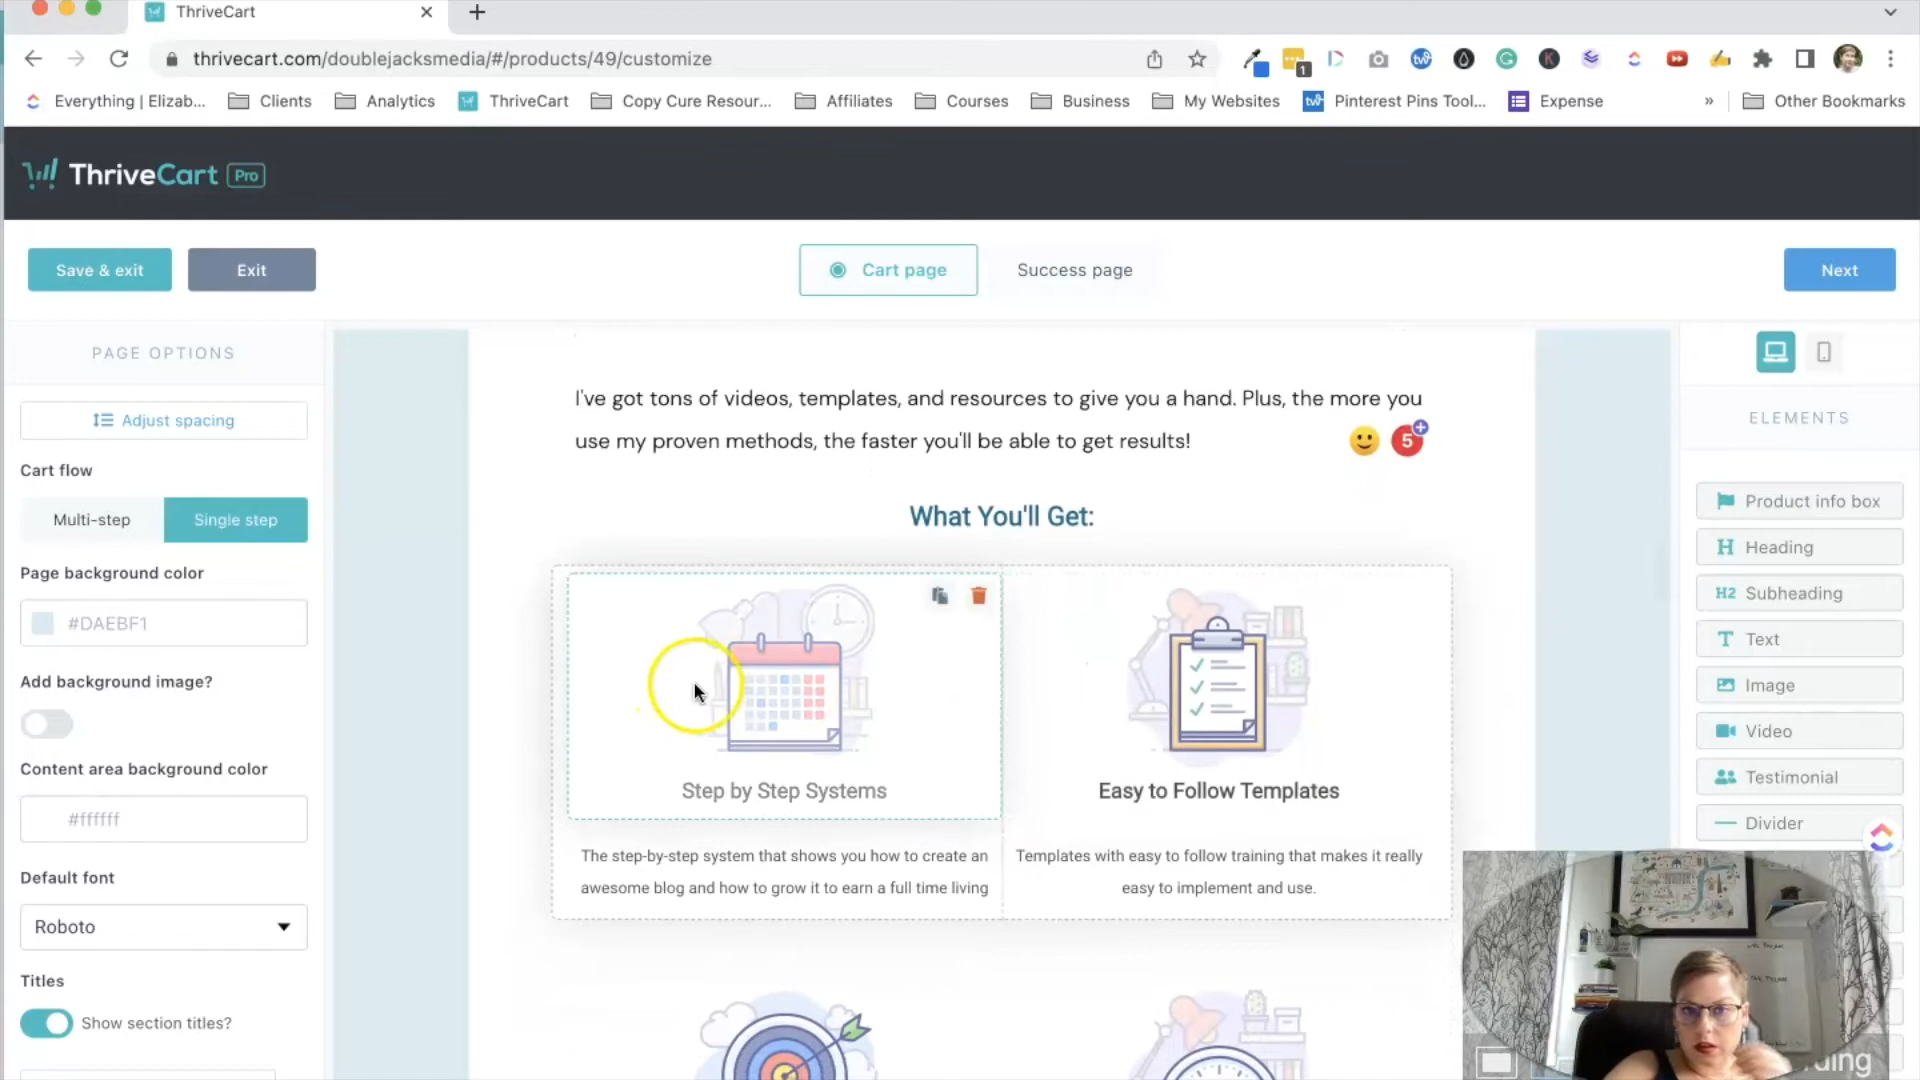 ThriveCart
thrivecart.com/doublejacksmedia/#/products/49/customize
1
Everything | Elizab...
Clients
Analytics
ThriveCart
Copy Cure Resour...
Affiliates
Courses
Business
My Websites
Pinterest Pins Tool...
Expense
»
Other Bookmarks
ThriveCart Pro
Save & exit
Exit
Cart page
Success page
Next
PAGE OPTIONS
Adjust spacing
Cart flow
Multi-step
Single step
Page background color
#DAEBF1
Add background image?
Content area background color
#ffffff
Default font
Roboto
Titles
Show section titles?
I've got tons of videos, templates, and resources to give you a hand. Plus, the more you
use my proven methods, the faster you'll be able to get results!
5
What You'll Get:
Step by Step Systems
The step-by-step system that shows you how to create an
awesome blog and how to grow it to earn a full time living
Easy to Follow Templates
Templates with easy to follow training that makes it really
easy to implement and use.
ELEMENTS
Product info box
H Heading
H2 Subheading
T Text
Image
Video
Testimonial
Divider